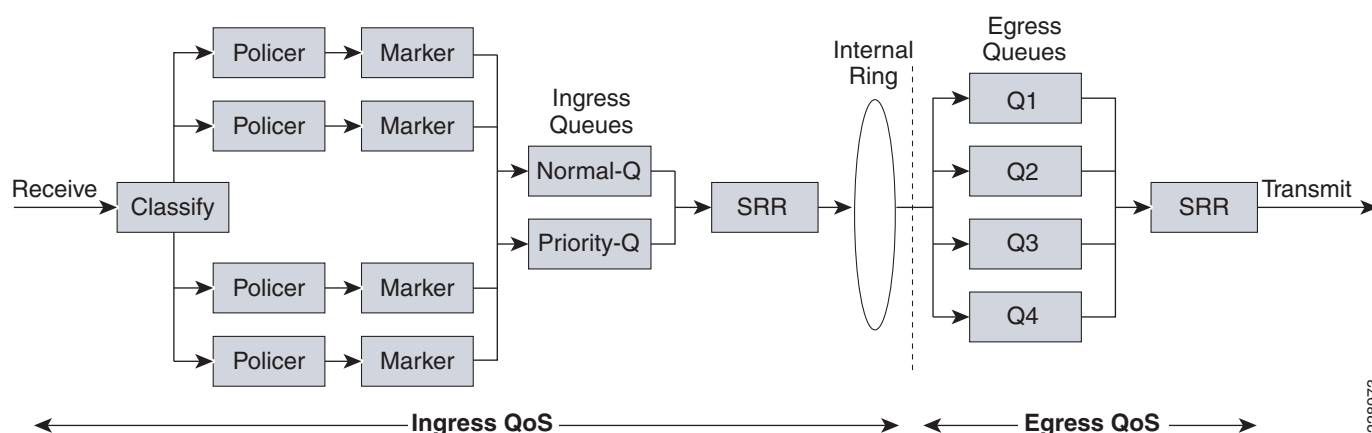 Receive
Classify
Policer
Marker
Policer
Marker
Policer
Marker
Policer
Marker
Ingress
Queues
Normal-Q
Priority-Q
SRR
Internal
Ring
Egress
Queues
Q1
Q2
Q3
Q4
SRR
Transmit
Ingress QoS
Egress QoS